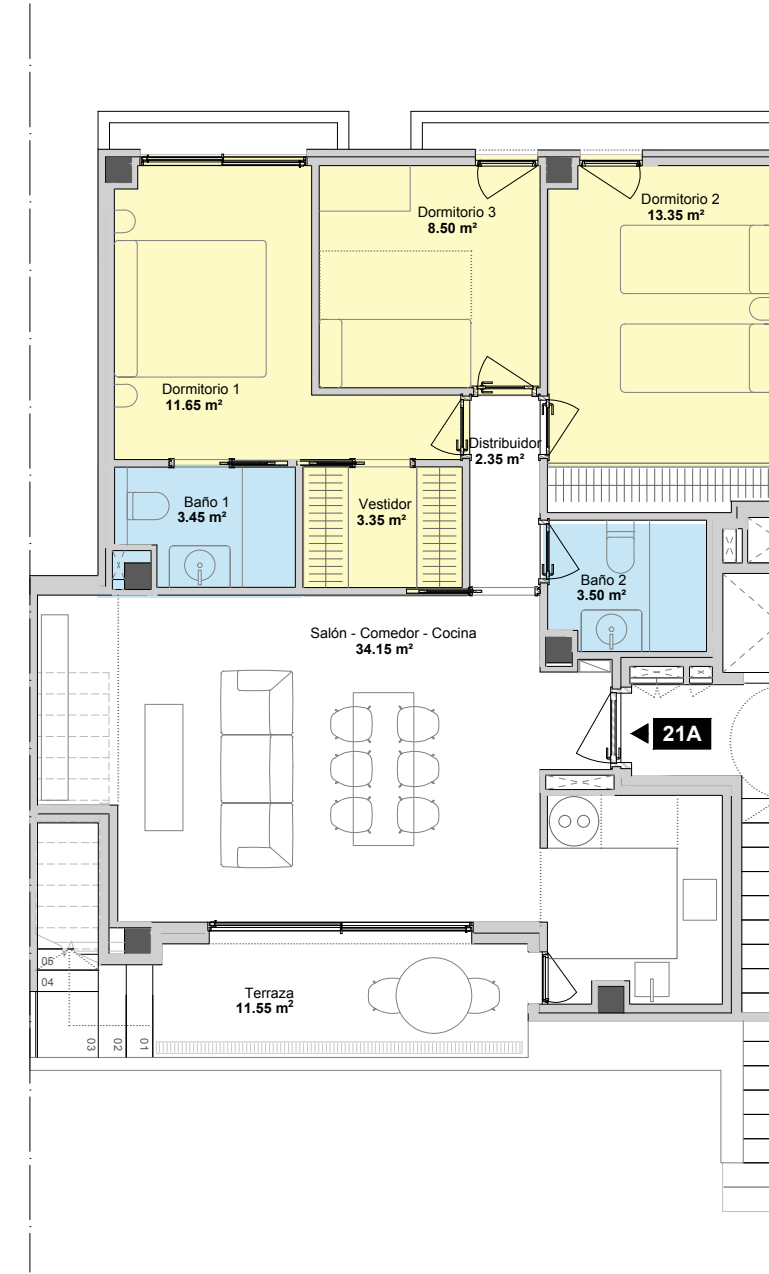 Dormitorio 2
13.35 m²
Dormitorio 3
8.50 m²
Dormitorio 1
11.65 m²
Distribuidor
2.35 m²
Baño 1
3.45 m²
Vestidor
3.35 m²
Baño 2
3.50 m²
Salón - Comedor - Cocina
34.15 m²
21A
05
04
03
02
01
Terraza
11.55 m²